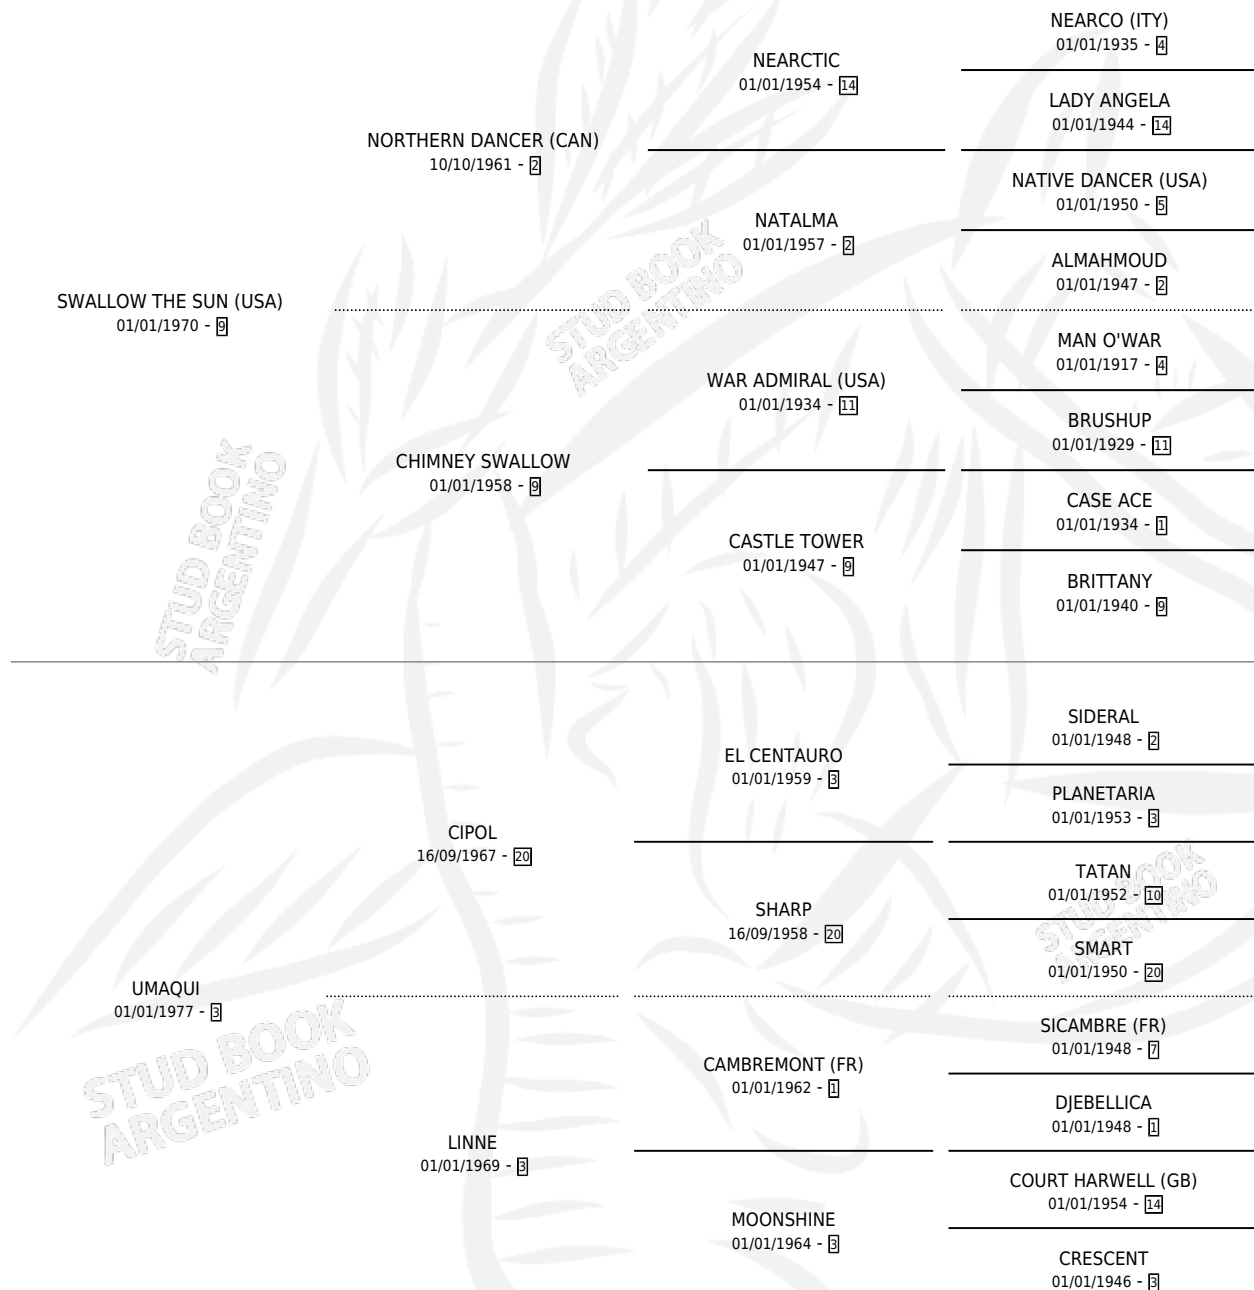 NEARCO (ITY)
01/01/1935 - 4
NEARCTIC
01/01/1954 - 14
LADY ANGELA
01/01/1944 - 14
NORTHERN DANCER (CAN)
10/10/1961 - 2
NATIVE DANCER (USA)
01/01/1950 - 5
NATALMA
01/01/1957 - 2
ALMAHMOUD
01/01/1947 - 2
SWALLOW THE SUN (USA)
01/01/1970 - 9
MAN O'WAR
01/01/1917 - 4
WAR ADMIRAL (USA)
01/01/1934 - 11
BRUSHUP
01/01/1929 - 11
CHIMNEY SWALLOW
01/01/1958 - 9
CASE ACE
01/01/1934 - 1
CASTLE TOWER
01/01/1947 - 9
BRITTANY
01/01/1940 - 9
STUD BOOK
ARGENTINO
STUD BOOK
ARGENTINO
SIDERAL
01/01/1948 - 2
EL CENTAURO
01/01/1959 - 3
PLANETARIA
01/01/1953 - 3
CIPOL
16/09/1967 - 20
TATAN
01/01/1952 - 10
SHARP
16/09/1958 - 20
SMART
01/01/1950 - 20
STUD BOOK
ARGENTINO
UMAQUI
01/01/1977 - 3
SICAMBRE (FR)
01/01/1948 - 7
CAMBREMONT (FR)
01/01/1962 - 1
DJEBELLICA
01/01/1948 - 1
STUD BOOK
ARGENTINO
LINNE
01/01/1969 - 3
COURT HARWELL (GB)
01/01/1954 - 14
MOONSHINE
01/01/1964 - 3
CRESCENT
01/01/1946 - 3